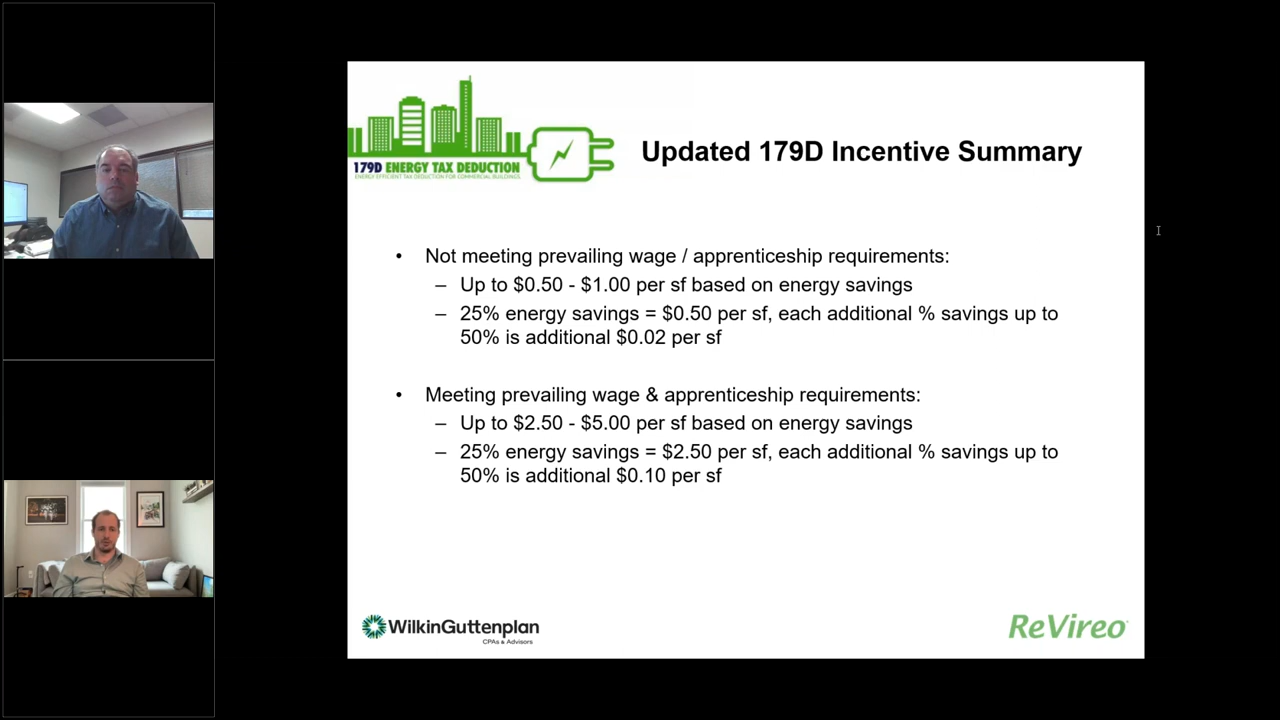 179D ENERGY TAX DEDUCTION
ENERGY EFFICIENT TAX DEDUCTION FOR COMMERCIAL BUILDINGS.
Updated 179D Incentive Summary
• Not meeting prevailing wage / apprenticeship requirements:
– Up to $0.50 - $1.00 per sf based on energy savings
– 25% energy savings = $0.50 per sf, each additional % savings up to
50% is additional $0.02 per sf
• Meeting prevailing wage & apprenticeship requirements:
– Up to $2.50 - $5.00 per sf based on energy savings
– 25% energy savings = $2.50 per sf, each additional % savings up to
50% is additional $0.10 per sf
WilkinGuttenplan
CPAs & Advisors
ReVireo